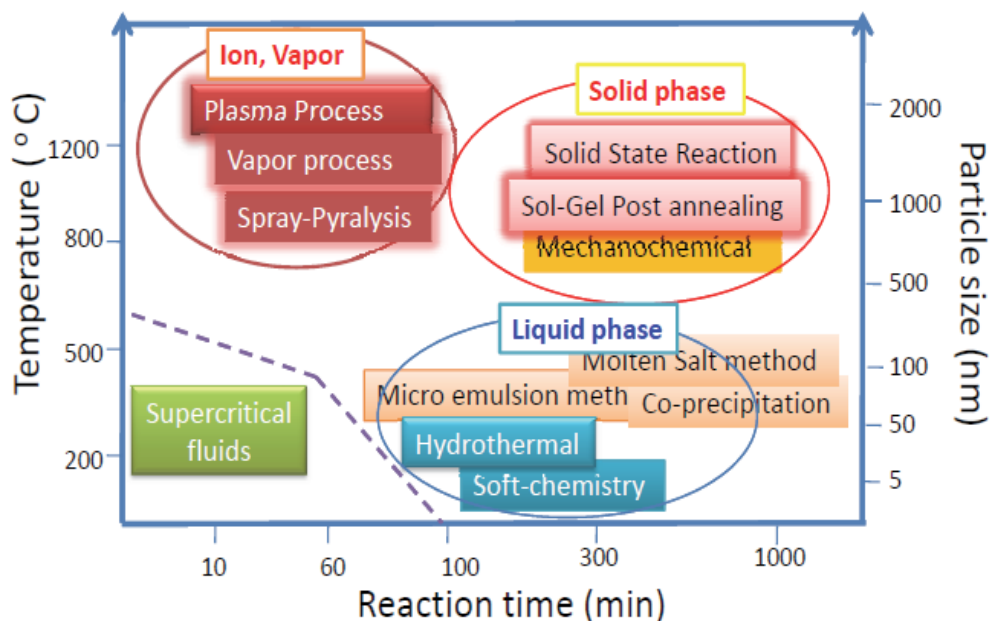 Ion, Vapor
Plasma Process
Vapor process
Spray-Pyralysis
Solid phase
Solid State Reaction
Sol-Gel Post annealing
Mechanochemical
Liquid phase
Molten Salt method
Micro emulsion meth
Co-precipitation
Hydrothermal
Soft-chemistry
Supercritical
fluids
Temperature ( °C)
1200
800
500
200
Particle size (nm)
2000
1000
500
100
50
5
10
60
100
300
1000
Reaction time (min)